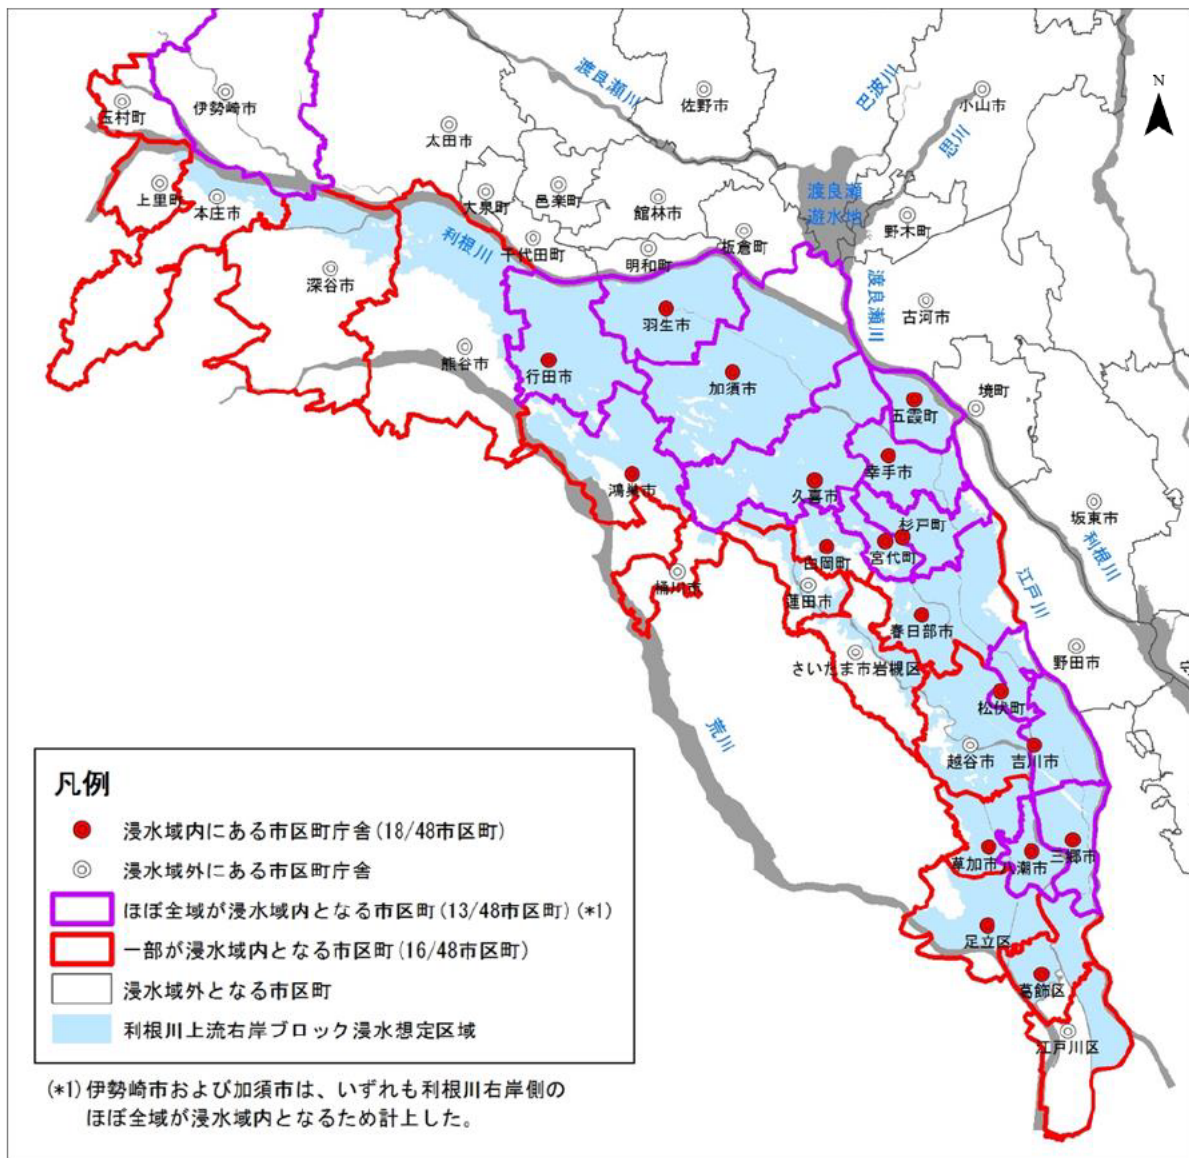 N
渡良瀬川
巴波川
佐野市
小山市
伊勢崎市
玉村町
思川
太田市
上里町
本庄市
大泉町
邑楽町
館林市
渡良瀬
遊水地
野木町
利根川
千代田町
明和町
板倉町
深谷市
渡良瀬川
古河市
羽生市
熊谷市
行田市
加須市
境町
五霞町
幸手市
鴻巣市
久喜市
坂東市
杉戸町
利根川
白岡町
宮代町
桶川市
蓮田市
江戸川
春日部市
さいたま市岩槻区
野田市
松伏町
荒川
越谷市
吉川市
草加市
八潮市
三郷市
足立区
葛飾区
江戸川区
凡例
浸水域内にある市区町庁舎(18/48市区町)
浸水域外にある市区町庁舎
ほぼ全域が浸水域内となる市区町(13/48市区町)(*1)
一部が浸水域内となる市区町(16/48市区町)
浸水域外となる市区町
利根川上流右岸ブロック浸水想定区域
(*1)伊勢崎市および加須市は、いずれも利根川右岸側の
ほぼ全域が浸水域内となるため計上した。